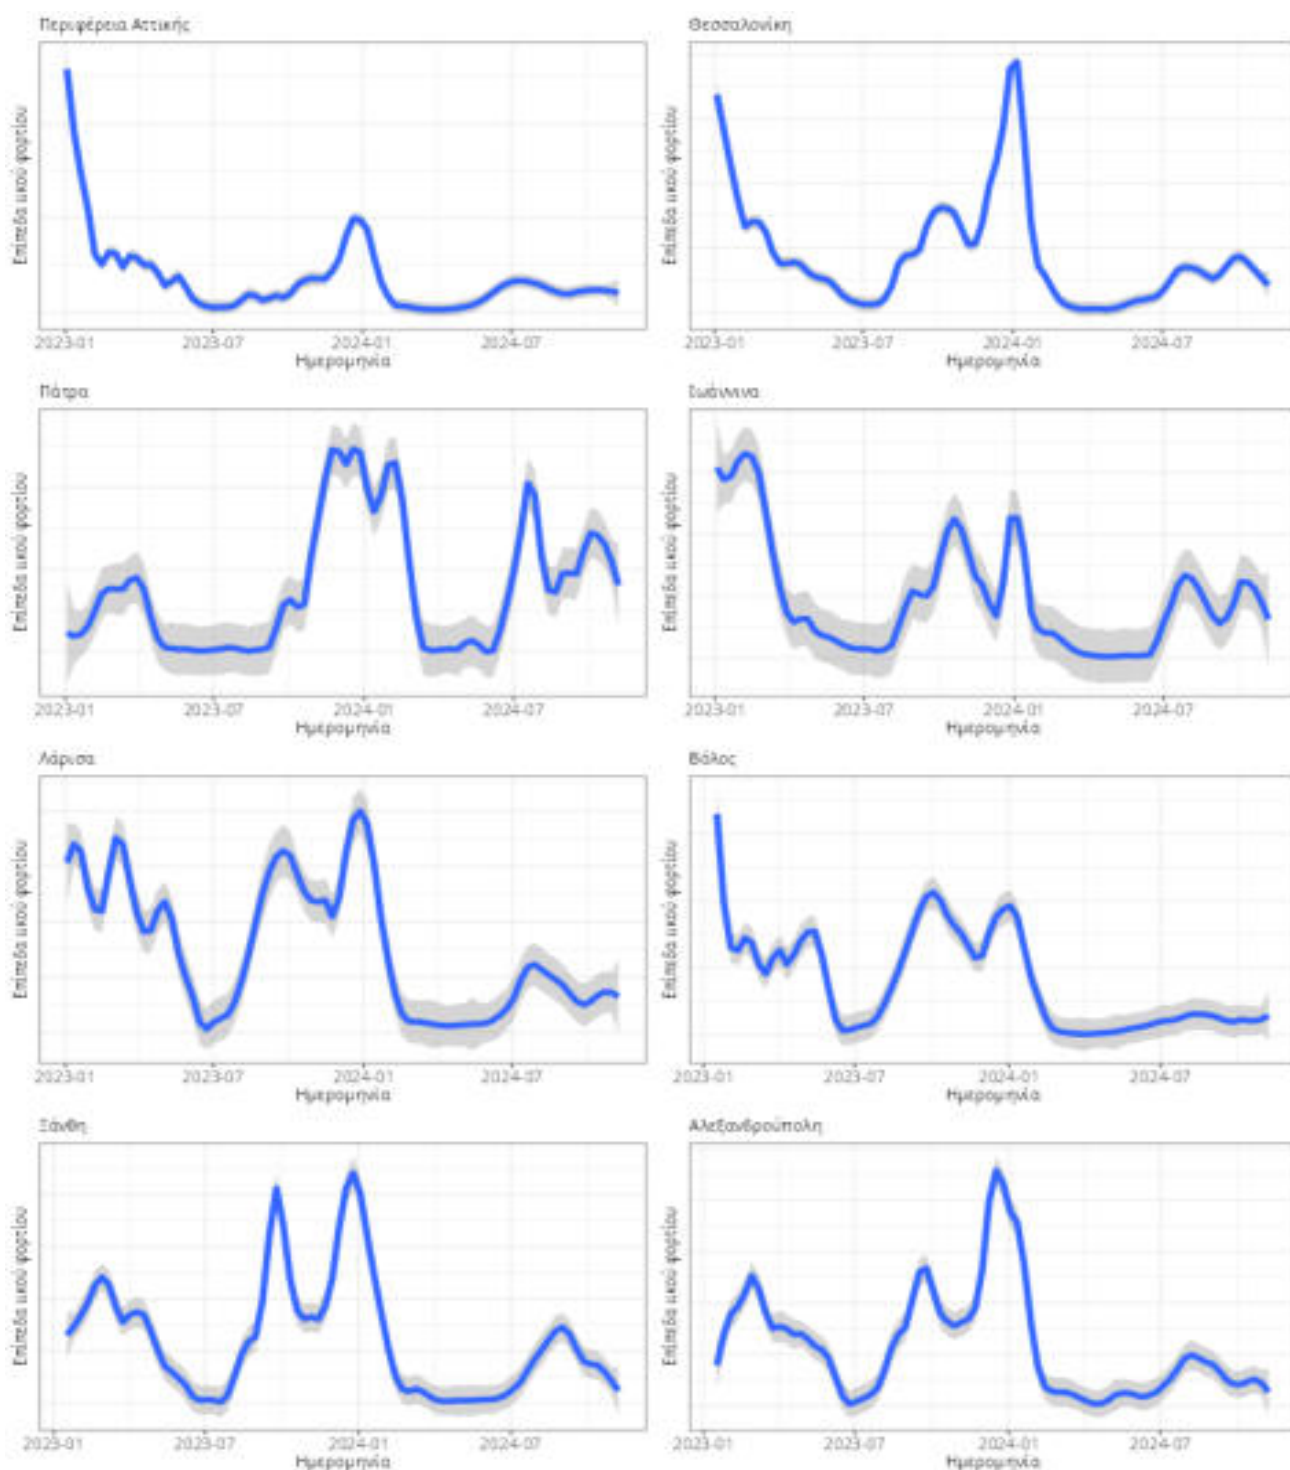 Περιφέρεια Αττικής
Θεσσαλονίκη
Επίπεδα ιικού φορτίου
Επίπεδα ιικού φορτίου
2023-01 2023-07 2024-01 2024-07
2023-01 2023-07 2024-01 2024-07
Ημερομηνία
Ημερομηνία
Πάτρα
Ιωάννινα
Επίπεδα ιικού φορτίου
Επίπεδα ιικού φορτίου
2023-01 2023-07 2024-01 2024-07
2023-01 2023-07 2024-01 2024-07
Ημερομηνία
Ημερομηνία
Λάρισα
Βόλος
Επίπεδα ιικού φορτίου
Επίπεδα ιικού φορτίου
2023-01 2023-07 2024-01 2024-07
2023-01 2023-07 2024-01 2024-07
Ημερομηνία
Ημερομηνία
Ξάνθη
Αλεξανδρούπολη
Επίπεδα ιικού φορτίου
Επίπεδα ιικού φορτίου
2023-01 2023-07 2024-01 2024-07
2023-01 2023-07 2024-01 2024-07
Ημερομηνία
Ημερομηνία